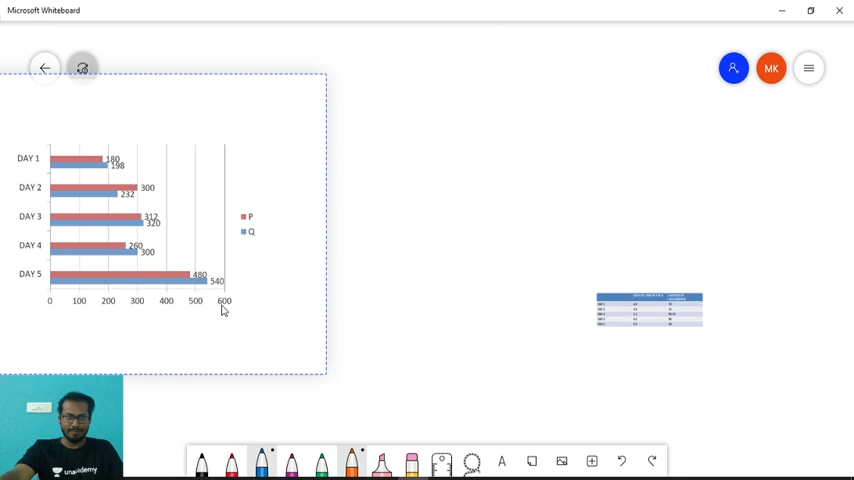 Microsoft Whiteboard
MK
DAY 1
180
198
DAY 2
300
232
P
DAY 3
312
320
Q
DAY 4
260
300
DAY 5
480
540
0 100 200 300 400 500 600
unacademy
A